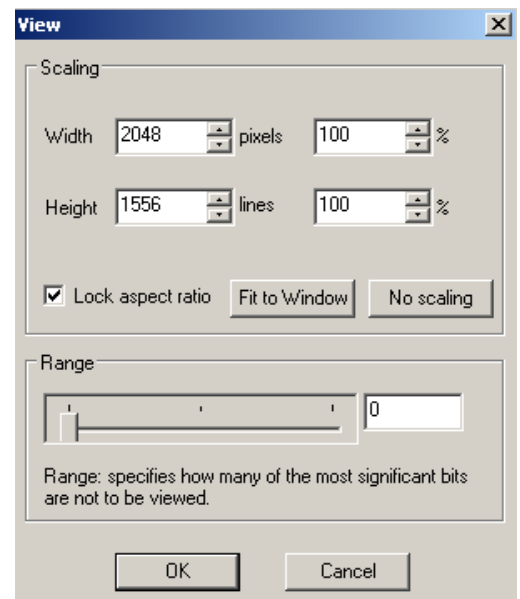 View
Scaling
Width 2048 pixels 100 %
Height 1556 lines 100 %
Lock aspect ratio Fit to Window No scaling
Range
0
Range: specifies how many of the most significant bits
are not to be viewed.
OK Cancel